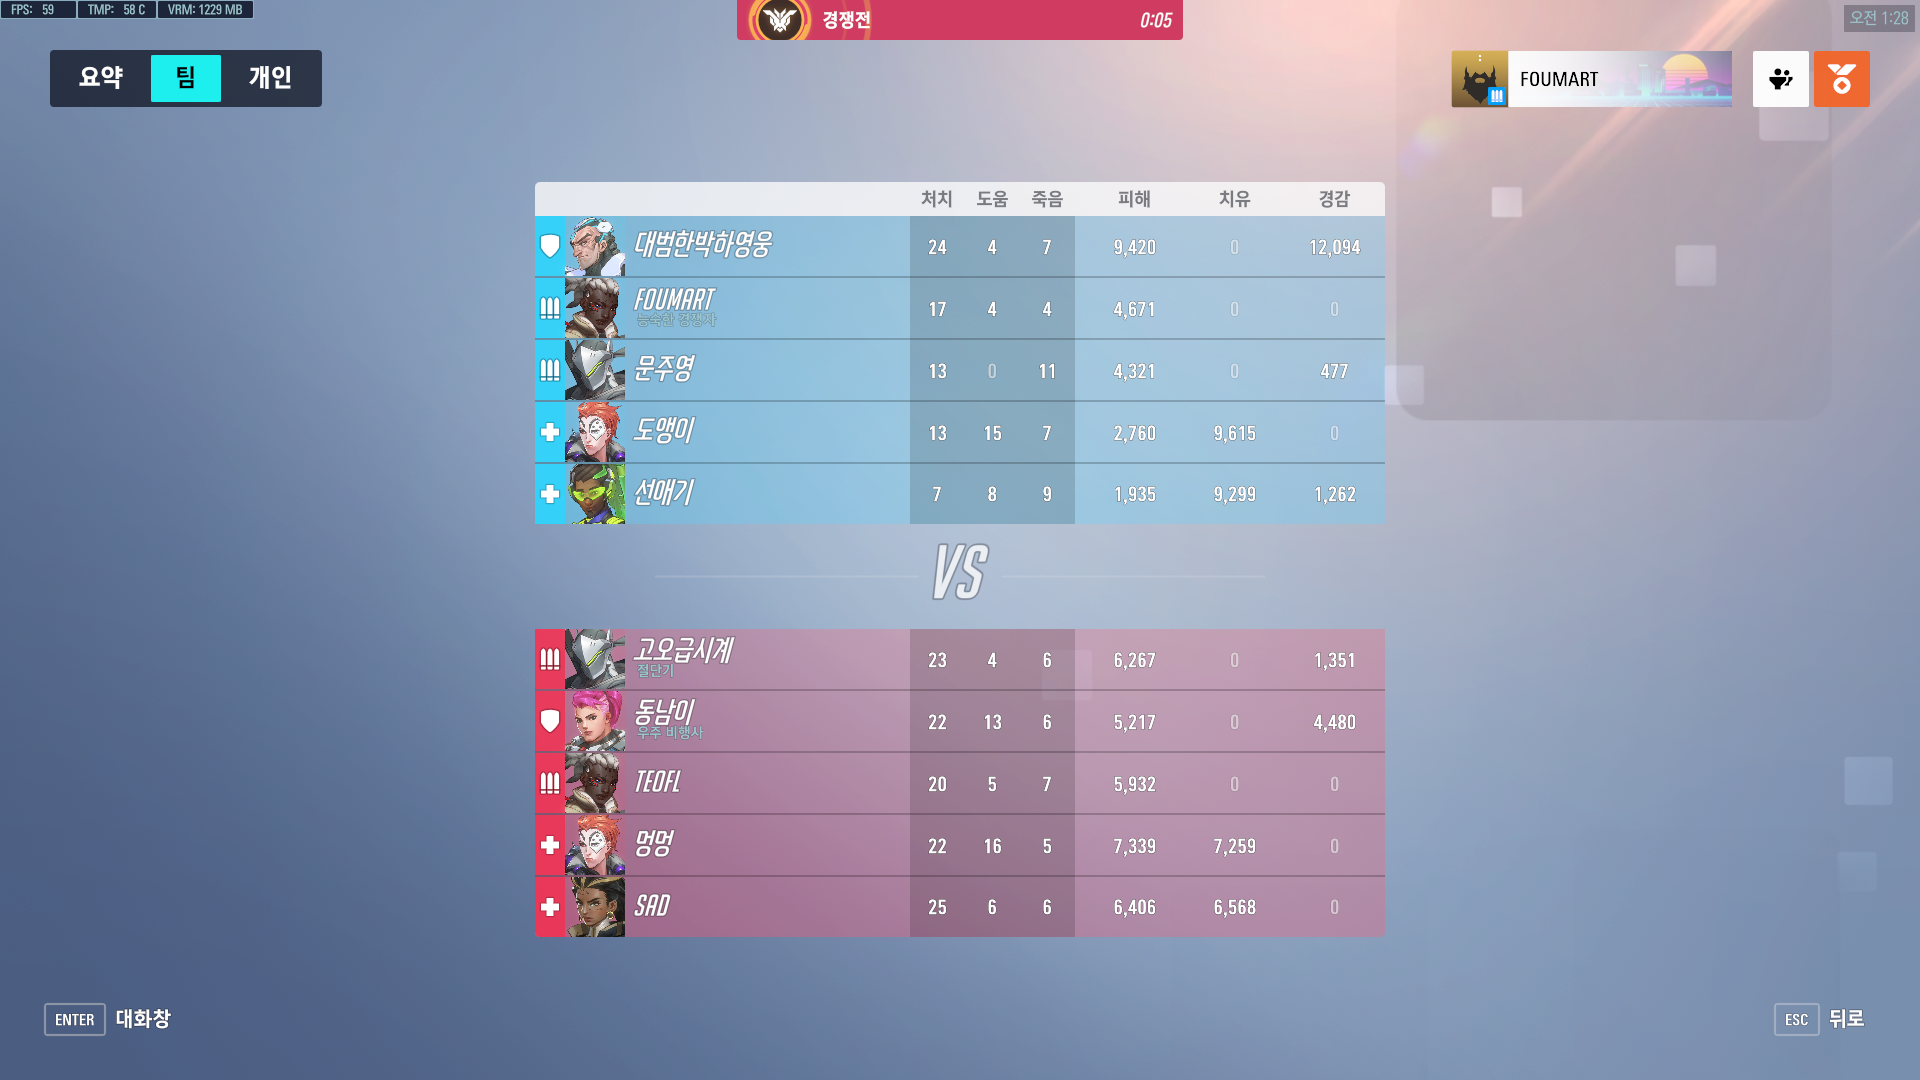 FPS: 59 TMP: 58 C VRM: 1229 MB
경쟁전 0:05
오전 1:28
요약 팀 개인
FOUMART
처치 도움 죽음 피해 치유 경감
대범한박하영웅 24 4 7 9,420 0 12,094
FOUMART 17 4 4 4,671 0 0
능숙한 경쟁자
문주영 13 0 11 4,321 0 477
도앵이 13 15 7 2,760 9,615 0
선애기 7 8 9 1,935 9,299 1,262
VS
고오급시계 23 4 6 6,267 0 1,351
절단기
동남이 22 13 6 5,217 0 4,480
우주 비행사
TEOFL 20 5 7 5,932 0 0
멍멍 22 16 5 7,339 7,259 0
SAD 25 6 6 6,406 6,568 0
ENTER 대화창
ESC 뒤로